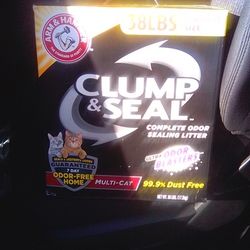 ARM & HAMMER
38LBS
CLUMP
& SEAL
COMPLETE ODOR
SEALING LITTER
ODOR
BLASTERS
GUARANTEED
7 DAY
ODOR-FREE
HOME
MULTI-CAT
99.9% Dust Free